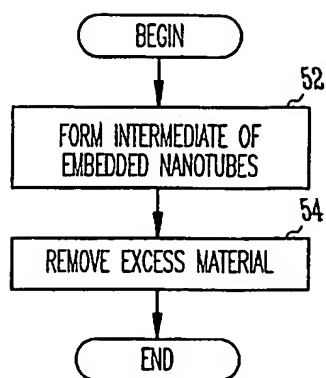 BEGIN
52
FORM INTERMEDIATE OF
EMBEDDED NANOTUBES
54
REMOVE EXCESS MATERIAL
END